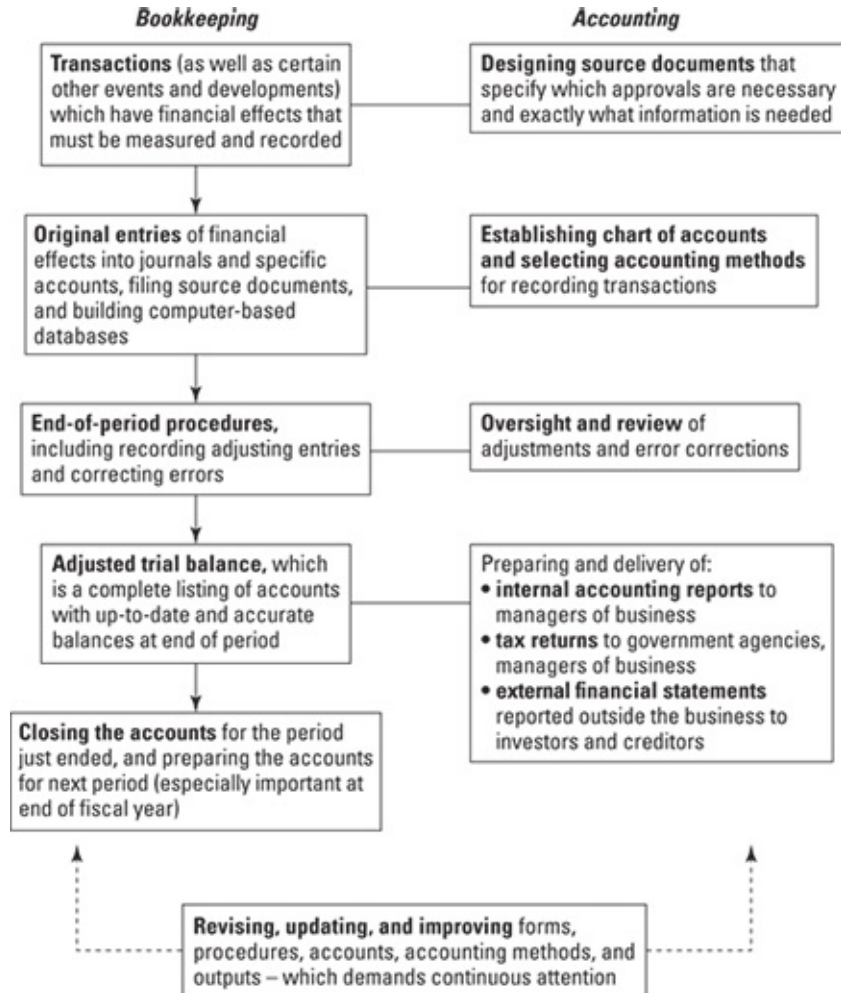 Bookkeeping
Accounting
Transactions (as well as certain
other events and developments)
which have financial effects that
must be measured and recorded
Designing source documents that
specify which approvals are necessary
and exactly what information is needed
Original entries of financial
effects into journals and specific
accounts, filing source documents,
and building computer-based
databases
Establishing chart of accounts
and selecting accounting methods
for recording transactions
End-of-period procedures,
including recording adjusting entries
and correcting errors
Oversight and review of
adjustments and error corrections
Adjusted trial balance, which
is a complete listing of accounts
with up-to-date and accurate
balances at end of period
Preparing and delivery of:
• internal accounting reports to
managers of business
• tax returns to government agencies,
managers of business
• external financial statements
reported outside the business to
investors and creditors
Closing the accounts for the period
just ended, and preparing the accounts
for next period (especially important at
end of fiscal year)
Revising, updating, and improving forms,
procedures, accounts, accounting methods, and
outputs – which demands continuous attention